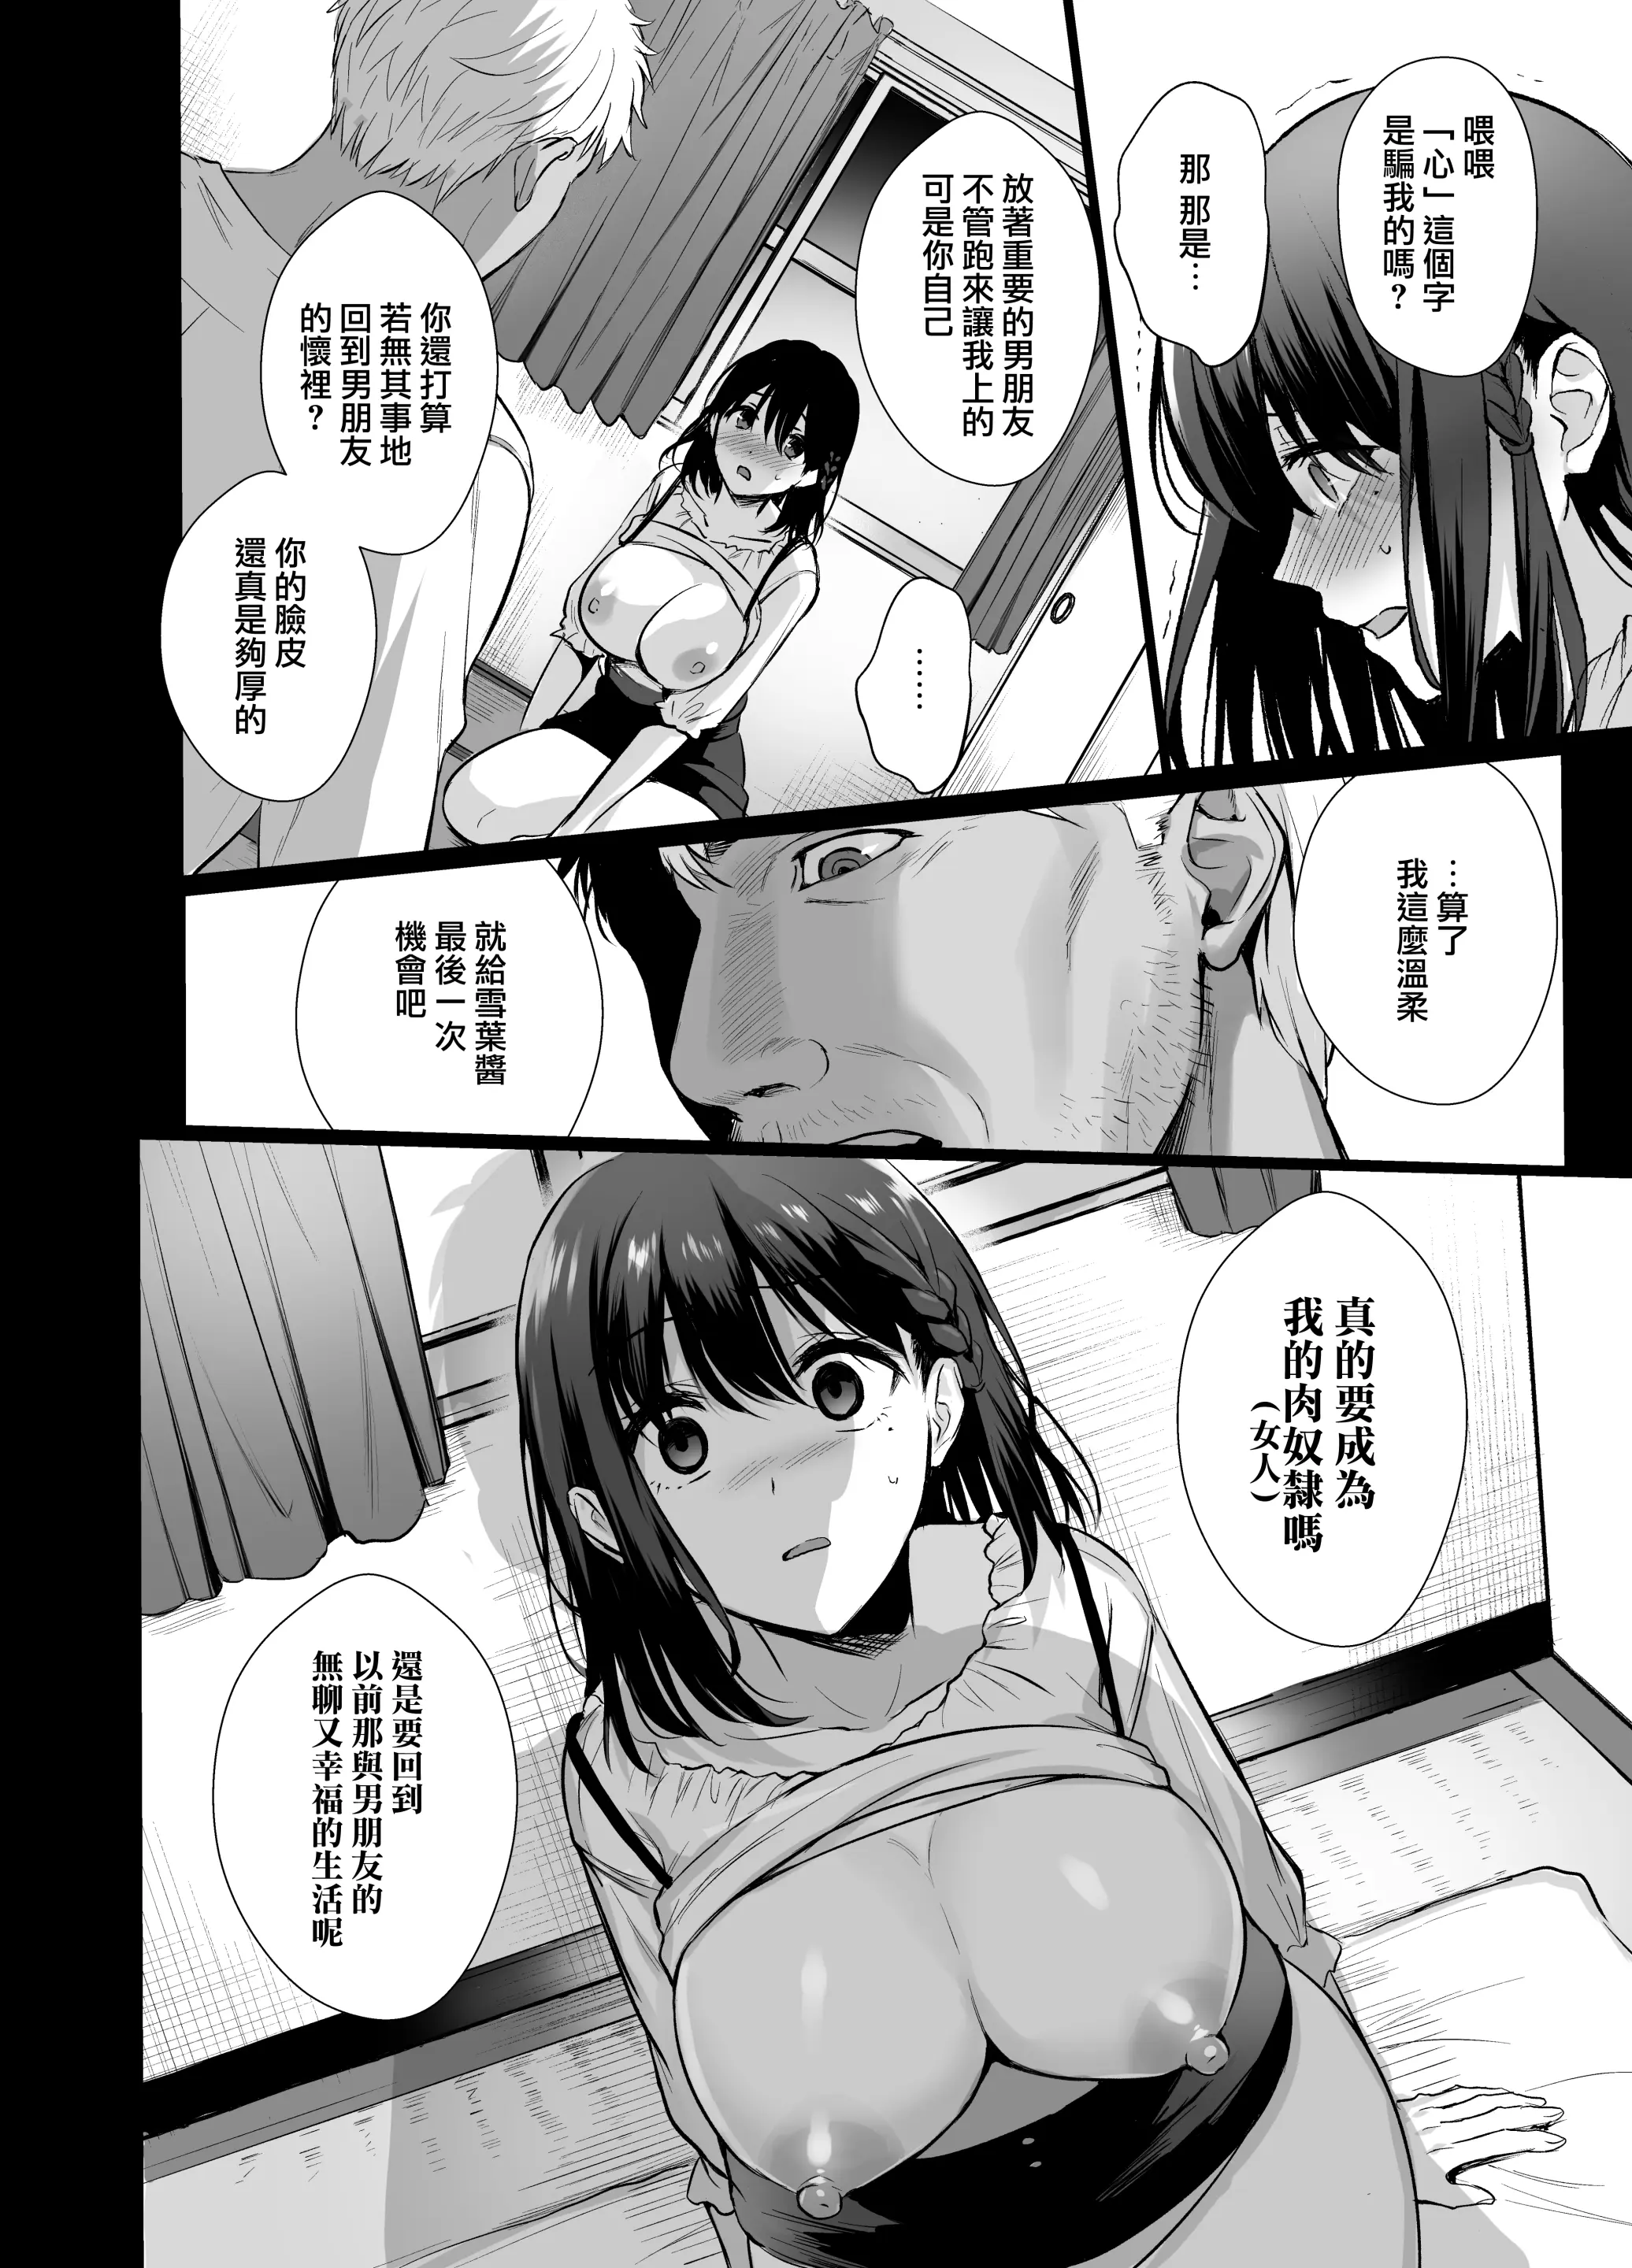 喂喂
「心」這個字
是騙我的嗎？
那 那是…
放著重要的男朋友
不管跑來讓我上的
可是你自己
你還打算
若無其事地
回到男朋友
的懷裡？
你的臉皮
還真是夠厚的
……
…算了
我這麼溫柔
就給雪葉醬
最後一次
機會吧
真的要成為
我的肉奴隸嗎
（女人）
還是要回到
以前那與男朋友的
無聊又幸福的生活呢